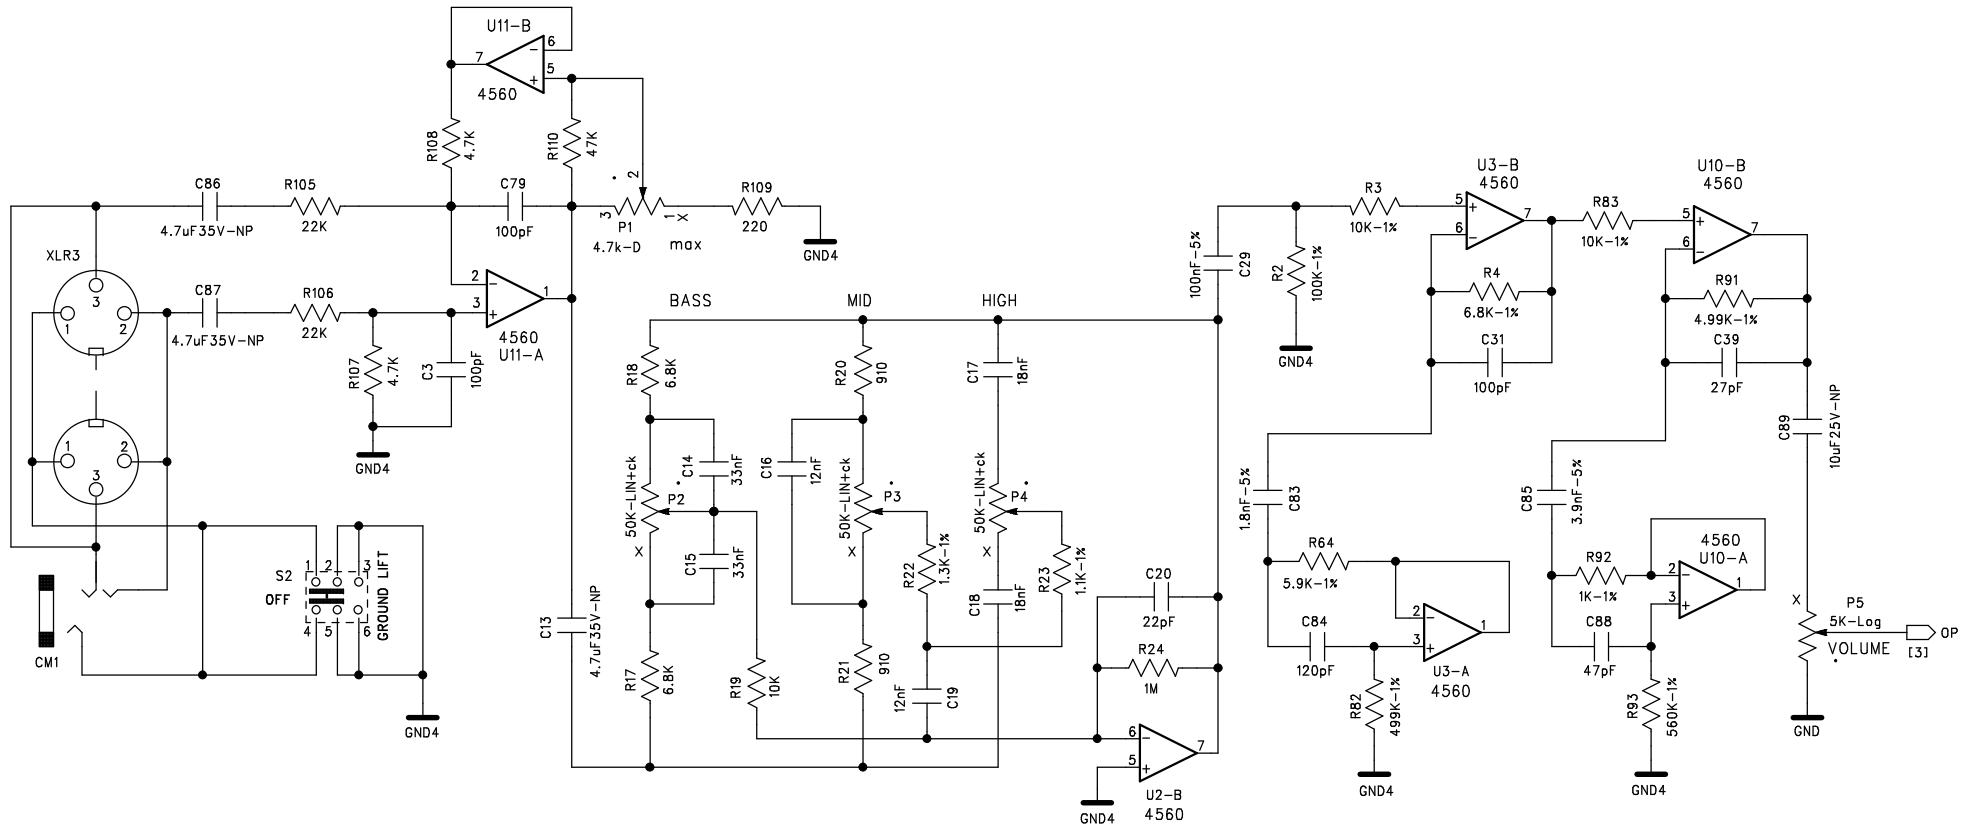 U11-B
7
6
5
−
+
4560
R108
4.7K
R110
47K
C86
4.7uF35V-NP
R105
22K
C79
100pF
2
3
P1
4.7k-D
1
X
max
R109
220
GND4
XLR3
3
1
2
C87
4.7uF35V-NP
R106
22K
R107
4.7K
C3
100pF
GND4
2
3
−
+
1
4560
U11-A
1
2
3
S2
OFF
1
2
3
4
5
6
GROUND LIFT
GND4
CM1
C13
4.7uF35V-NP
BASS
MID
HIGH
R18
6.8K
C14
33nF
50K-LIN+ck
P2
X
C15
33nF
R17
6.8K
R19
10K
R20
910
C16
12nF
50K-LIN+ck
P3
X
R21
910
R22
1.3K-1%
C19
12nF
C17
18nF
50K-LIN+ck
P4
X
C18
18nF
R23
1.1K-1%
C20
22pF
R24
1M
6
5
−
+
7
U2-B
4560
GND4
100nF-5%
C29
R2
100K-1%
GND4
R3
10K-1%
U3-B
4560
5
6
+
−
7
R4
6.8K-1%
C31
100pF
1.8nF-5%
C83
R64
5.9K-1%
C84
120pF
R82
499K-1%
GND4
2
3
−
+
1
U3-A
4560
R83
10K-1%
U10-B
4560
5
6
+
−
7
R91
4.99K-1%
C39
27pF
C85
3.9nF-5%
R92
1K-1%
C88
47pF
R93
560K-1%
GND4
4560
U10-A
2
3
−
+
1
C89
10uF25V-NP
X
P5
5K-Log
VOLUME
GND
OP
[3]